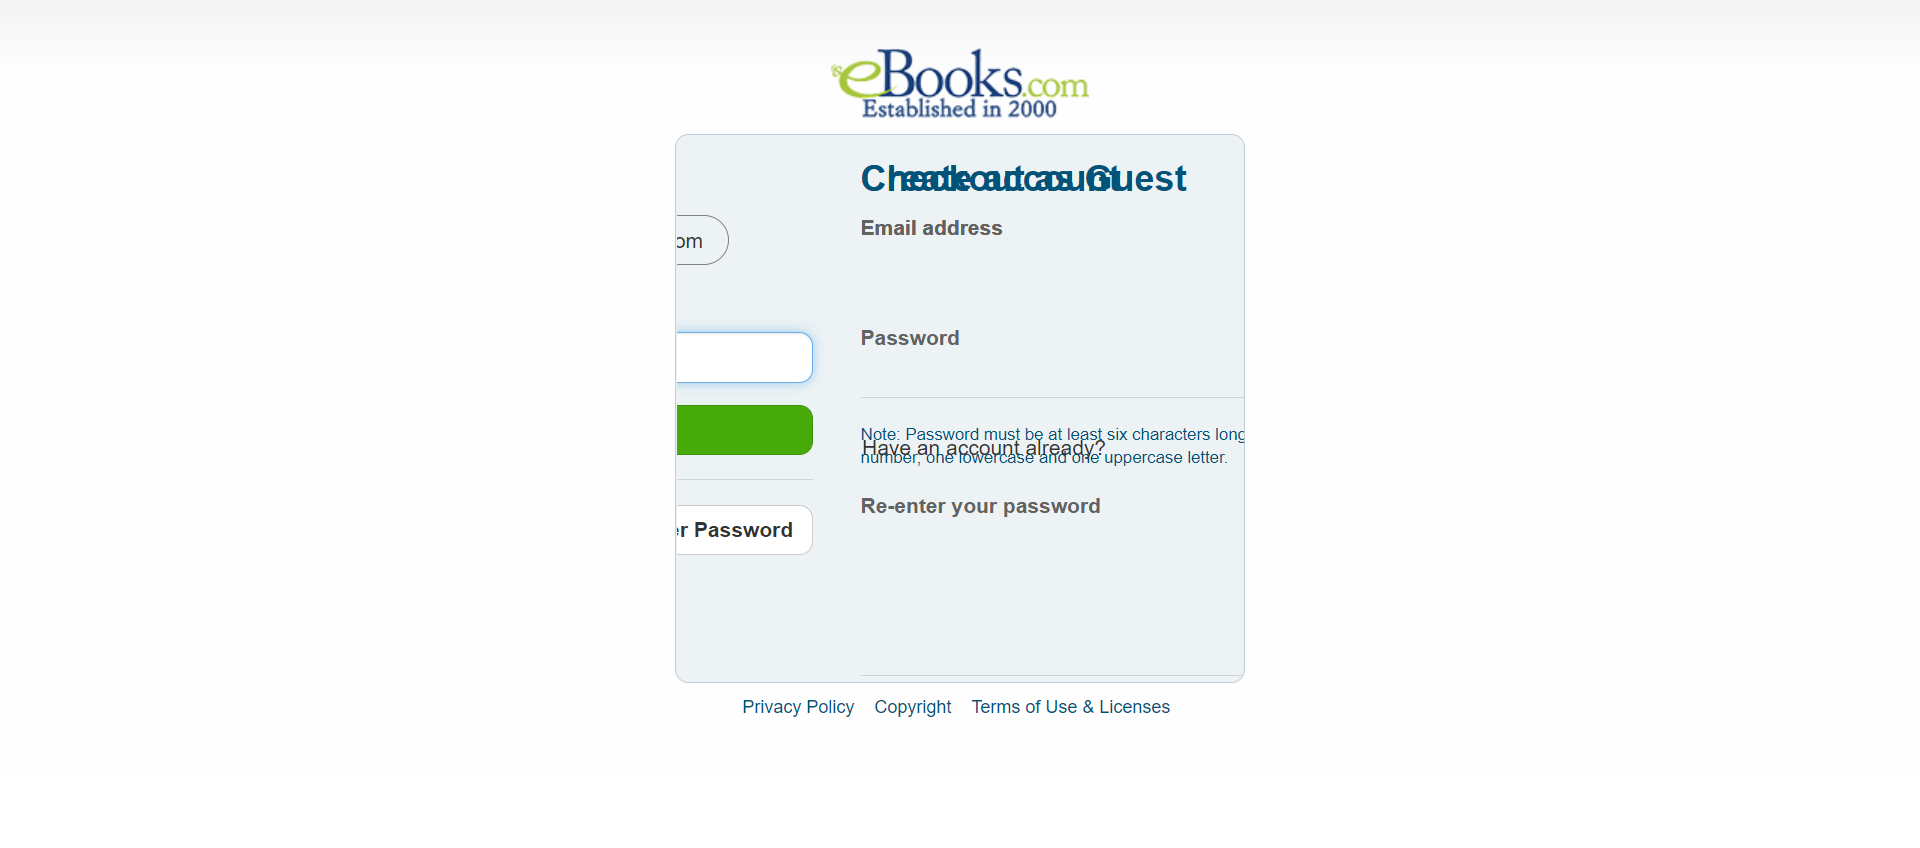 eBooks.com
Established in 2000
Checkout as Guest
Create account
om
Email address
Password
Note: Password must be at least six characters long
Have an account already?
number, one lowercase and one uppercase letter.
Re-enter your password
r Password
Privacy Policy Copyright Terms of Use & Licenses